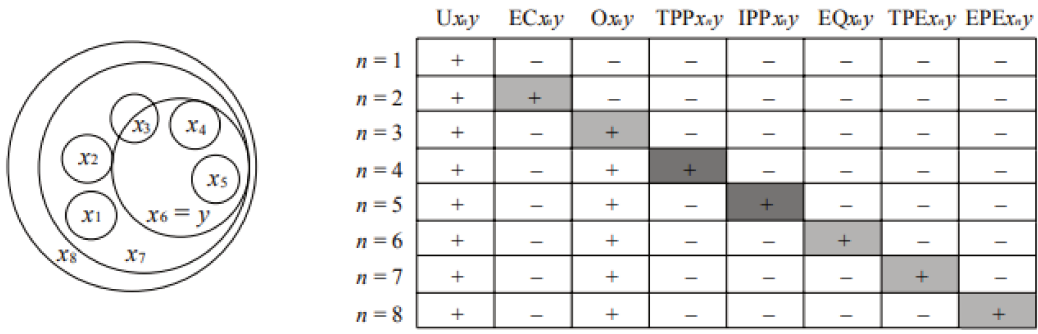 x3 x4
x2
x5
x1 x6 = y
x8 x7
Uxₙy ECxₙy Oxₙy TPPxₙy IPPxₙy EQxₙy TPExₙy EPExₙy
n = 1 + – – – – – – –
n = 2 + + – – – – – –
n = 3 + – + – – – – –
n = 4 + – + + – – – –
n = 5 + – + – + – – –
n = 6 + – + – – + – –
n = 7 + – + – – – + –
n = 8 + – + – – – – +